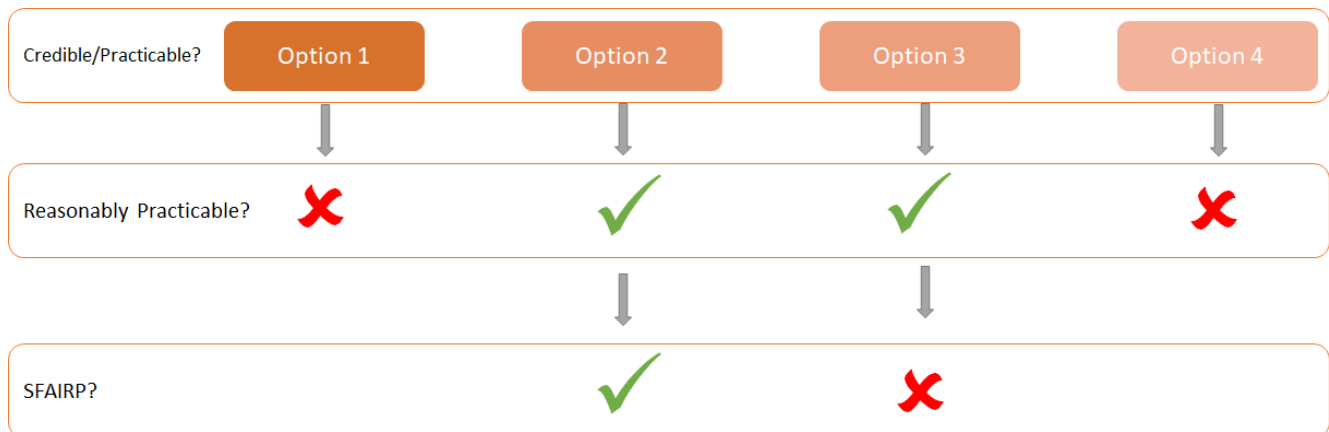 Credible/Practicable?
Option 1
Option 2
Option 3
Option 4
Reasonably Practicable?
SFAIRP?